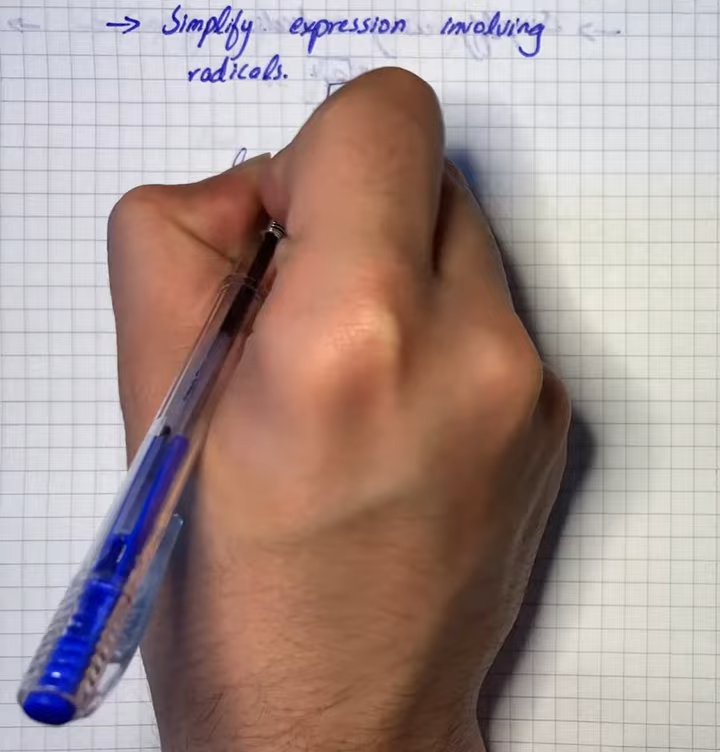 → Simplify expression involving
radicals.